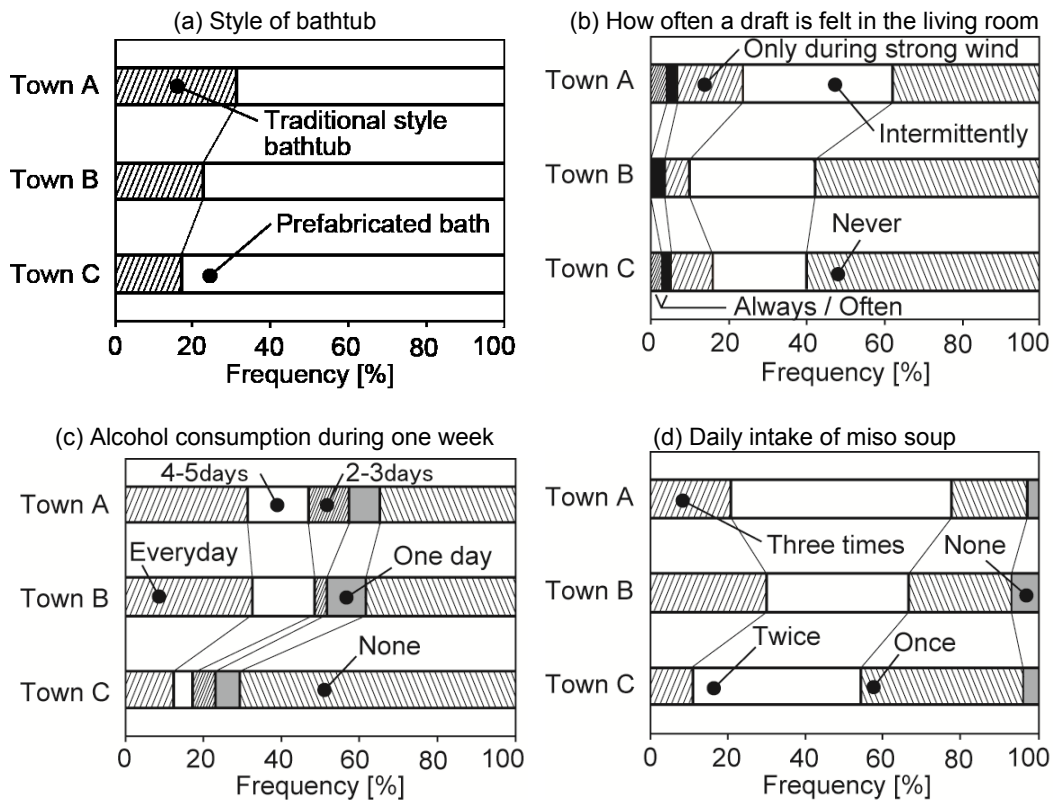 (a) Style of bathtub
Town A
Traditional style
bathtub
Town B
Prefabricated bath
Town C
0 20 40 60 80 100
Frequency [%]
(b) How often a draft is felt in the living room
Only during strong wind
Town A
Intermittently
Town B
Never
Town C
Always / Often
0 20 40 60 80 100
Frequency [%]
(c) Alcohol consumption during one week
4-5days 2-3days
Town A
Everyday One day
Town B
None
Town C
0 20 40 60 80 100
Frequency [%]
(d) Daily intake of miso soup
Town A
Three times None
Town B
Twice Once
Town C
0 20 40 60 80 100
Frequency [%]